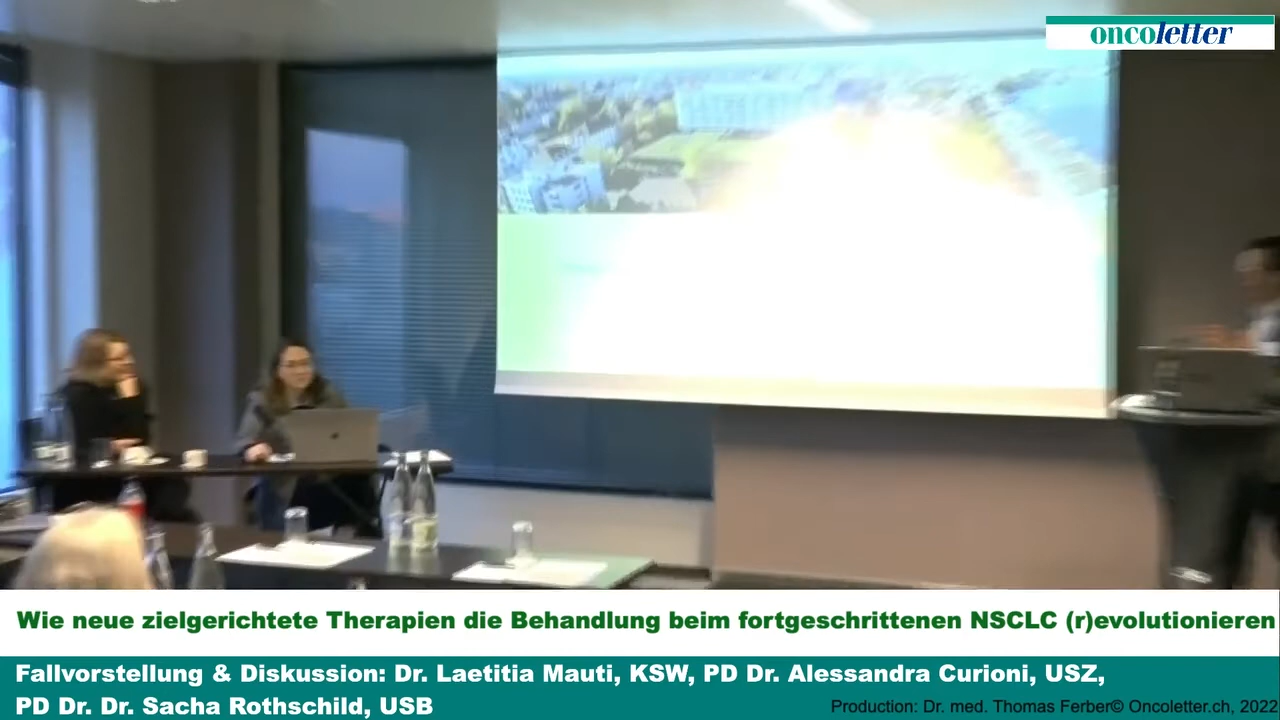 oncoletter
Wie neue zielgerichtete Therapien die Behandlung beim fortgeschrittenen NSCLC (r)evolutionieren
Fallvorstellung & Diskussion: Dr. Laetitia Mauti, KSW, PD Dr. Alessandra Curioni, USZ,
PD Dr. Dr. Sacha Rothschild, USB
Production: Dr. med. Thomas Ferber© Oncoletter.ch, 2022